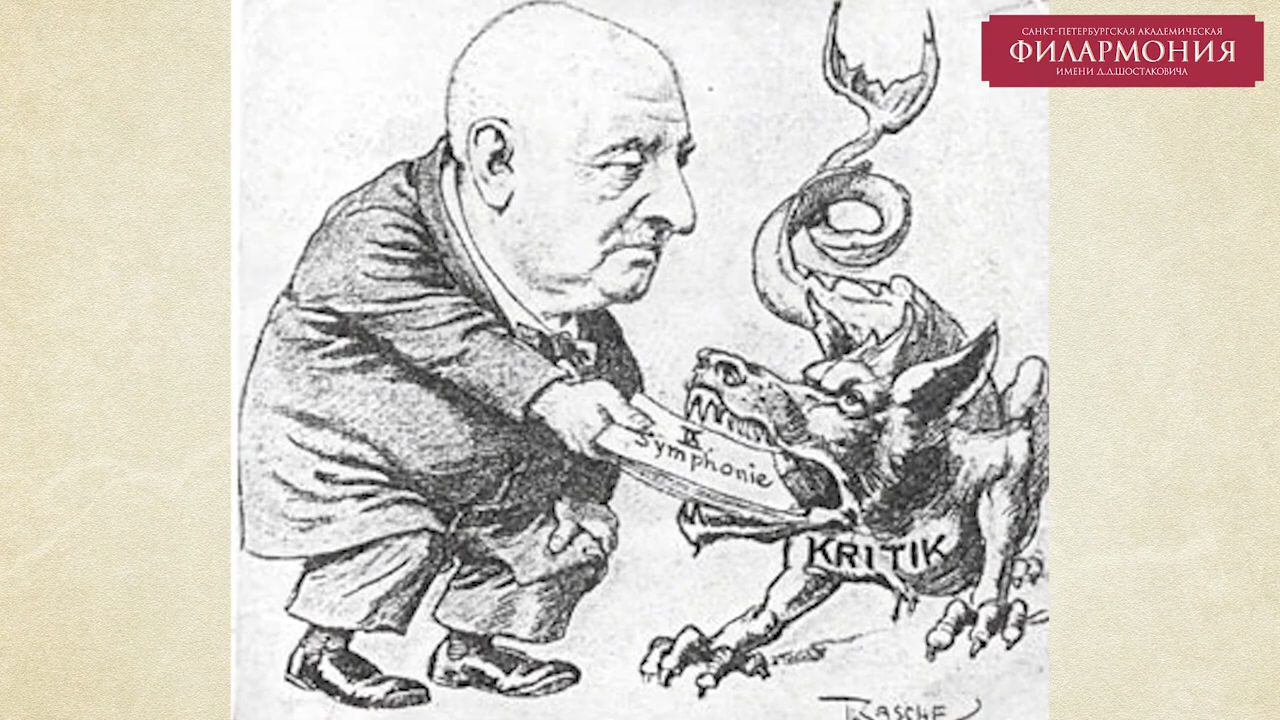 САНКТ-ПЕТЕРБУРГСКАЯ АКАДЕМИЧЕСКАЯ
ФИЛАРМОНИЯ
ИМЕНИ Д.Д.ШОСТАКОВИЧА
IX
Symphonie
KRITIK